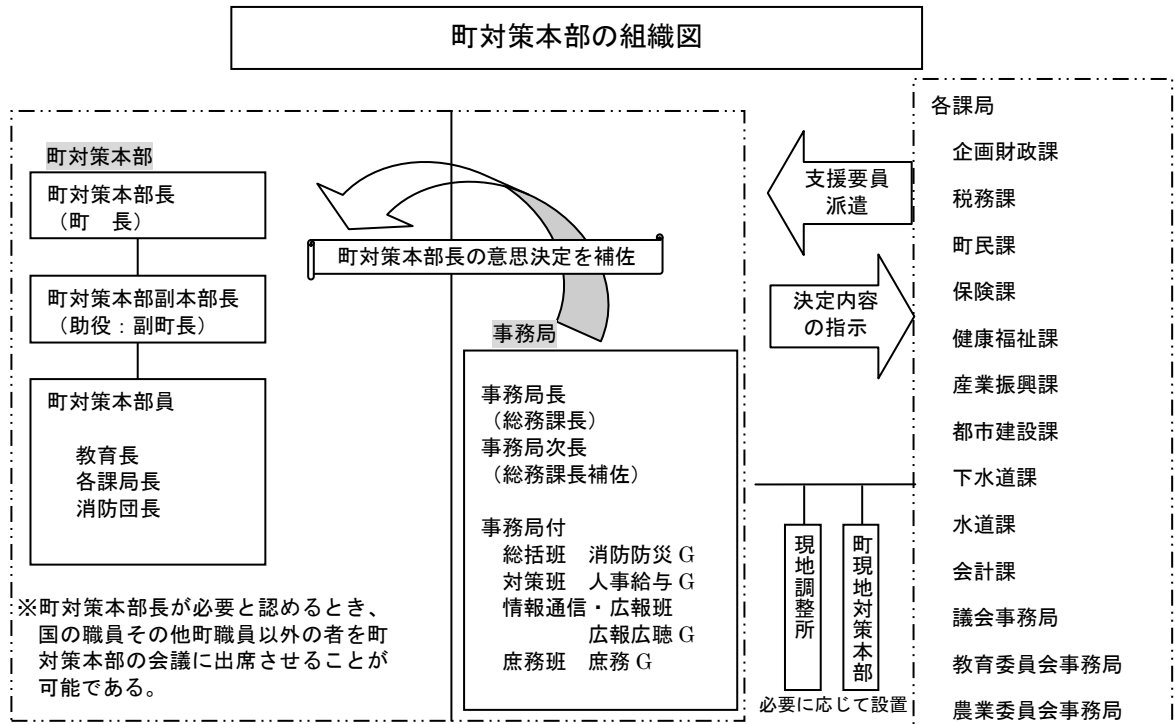 町対策本部の組織図
町対策本部
町対策本部長
(町　長)
町対策本部副本部長
(助役：副町長)
町対策本部員
教育長
各課局長
消防団長
※町対策本部長が必要と認めるとき、
国の職員その他町職員以外の者を町
対策本部の会議に出席させることが
可能である。
町対策本部長の意思決定を補佐
事務局
事務局長
(総務課長)
事務局次長
(総務課長補佐)
事務局付
総括班　消防防災 G
対策班　人事給与 G
情報通信・広報班
広報広聴 G
庶務班　庶務 G
支援要員
派遣
決定内容
の指示
現地調整所
町現地対策本部
必要に応じて設置
各課局
企画財政課
税務課
町民課
保険課
健康福祉課
産業振興課
都市建設課
下水道課
水道課
会計課
議会事務局
教育委員会事務局
農業委員会事務局